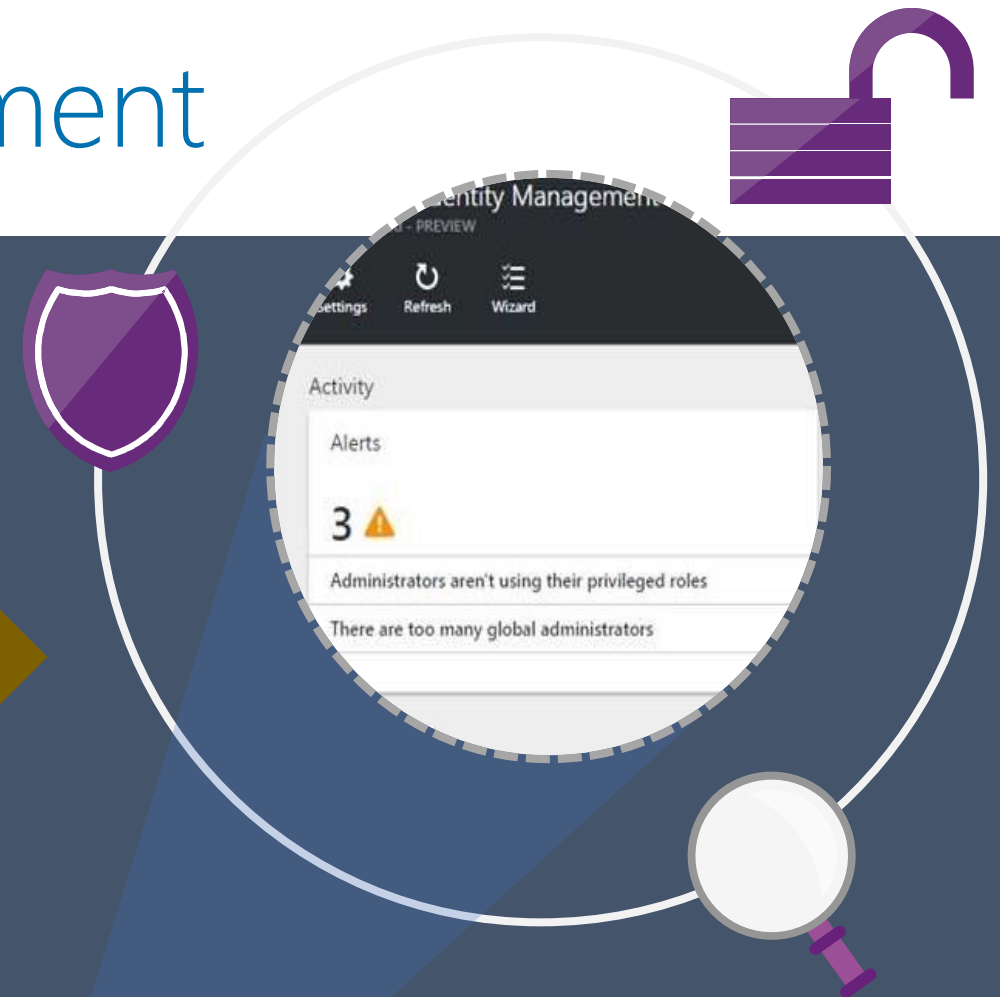 ment
entity Management
d - PREVIEW
Settings Refresh Wizard
Activity
Alerts
3
Administrators aren't using their privileged roles
There are too many global administrators